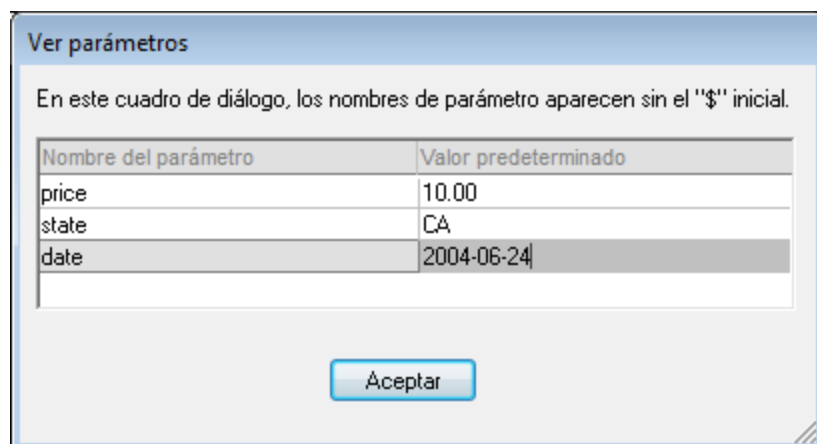 Ver parámetros
En este cuadro de diálogo, los nombres de parámetro aparecen sin el "$" inicial.
Nombre del parámetro Valor predeterminado
price 10.00
state CA
date 2004-06-24
Aceptar